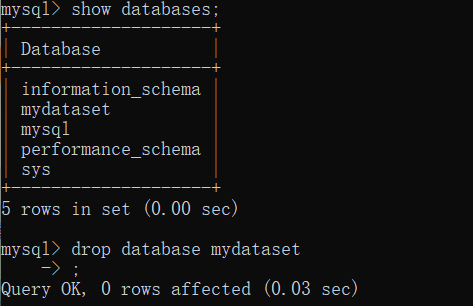 mysql> show databases;
+--------------------+
| Database           |
+--------------------+
| information_schema |
| mydataset          |
| mysql              |
| performance_schema |
| sys                |
+--------------------+
5 rows in set (0.00 sec)
mysql> drop database mydataset
    -> ;
Query OK, 0 rows affected (0.03 sec)